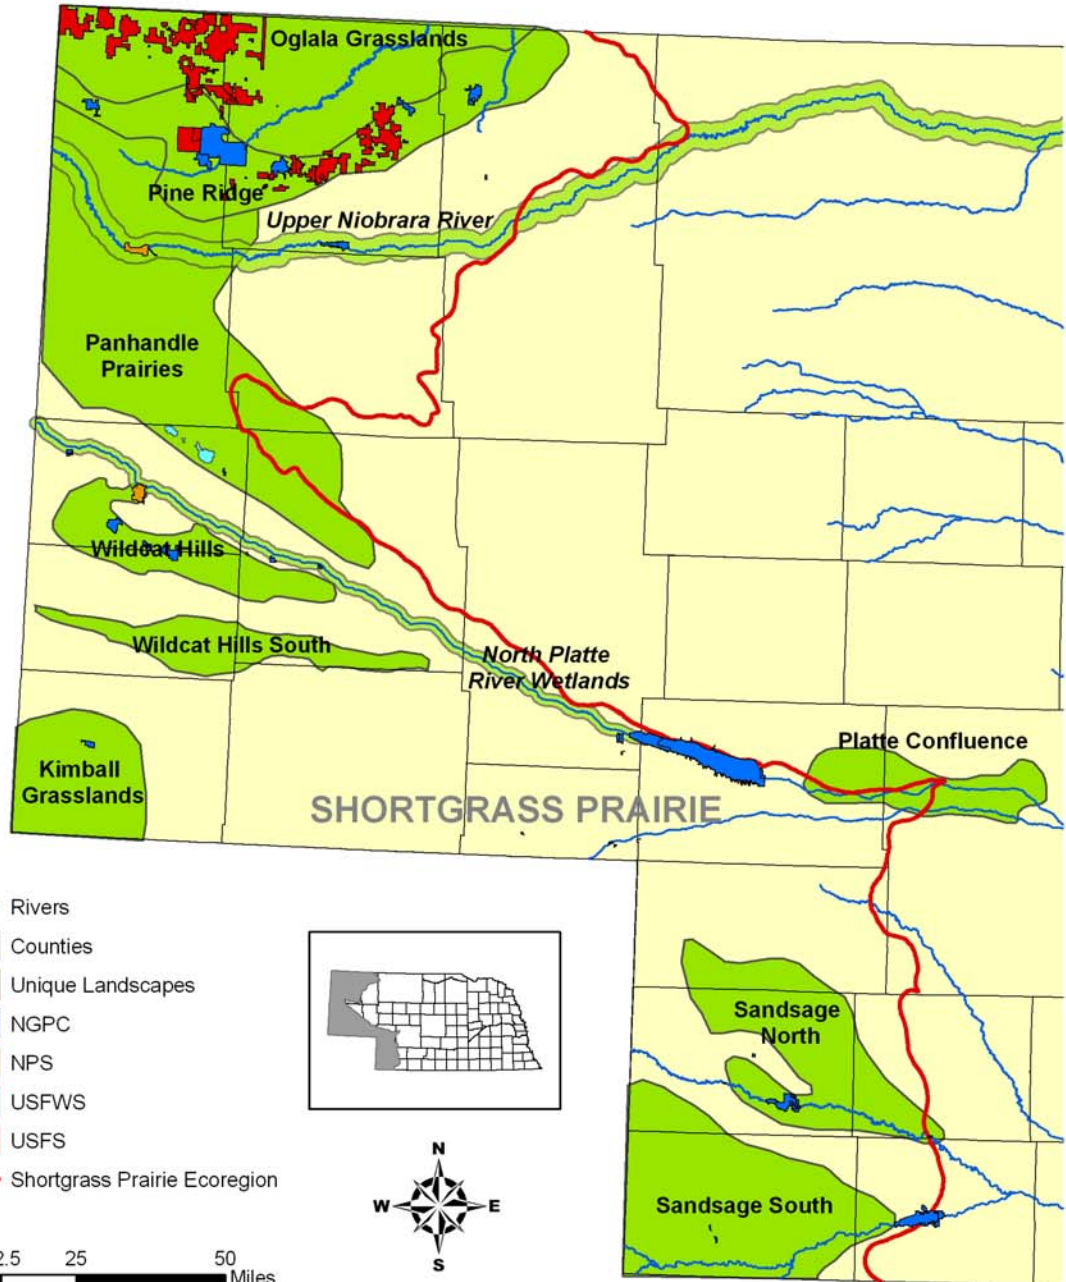 Oglala Grasslands
Pine Ridge
Upper Niobrara River
Panhandle
Prairies
Wildcat Hills
Wildcat Hills South
North Platte
River Wetlands
Platte Confluence
Kimball
Grasslands
SHORTGRASS PRAIRIE
Rivers
Counties
Unique Landscapes
NGPC
NPS
USFWS
USFS
Shortgrass Prairie Ecoregion
Sandsage
North
Sandsage South
N
W E
S
2.5 25 50
Miles